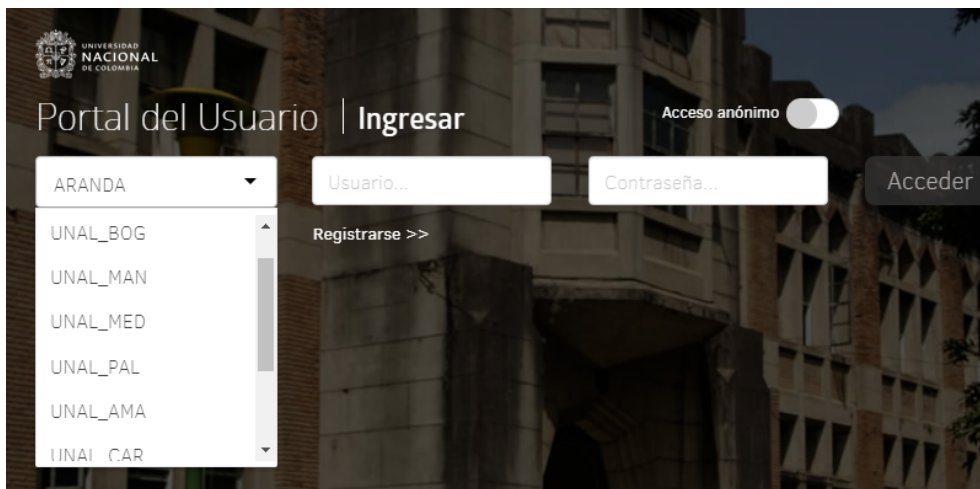 UNIVERSIDAD
NACIONAL
DE COLOMBIA
Portal del Usuario | Ingresar
Acceso anónimo
ARANDA
Usuario...
Contraseña...
Acceder
UNAL_BOG
Registrarse >>
UNAL_MAN
UNAL_MED
UNAL_PAL
UNAL_AMA
UNAL_CAR